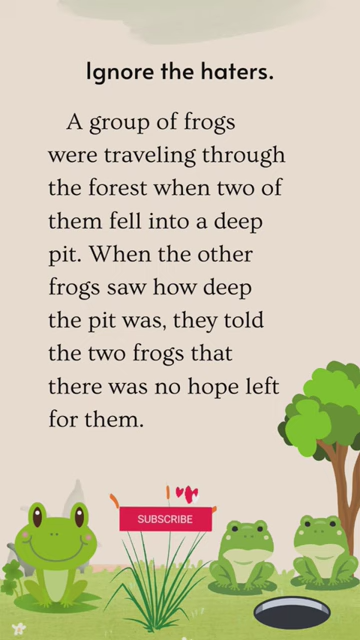 Ignore the haters.
A group of frogs
were traveling through
the forest when two of
them fell into a deep
pit. When the other
frogs saw how deep
the pit was, they told
the two frogs that
there was no hope left
for them.
SUBSCRIBE